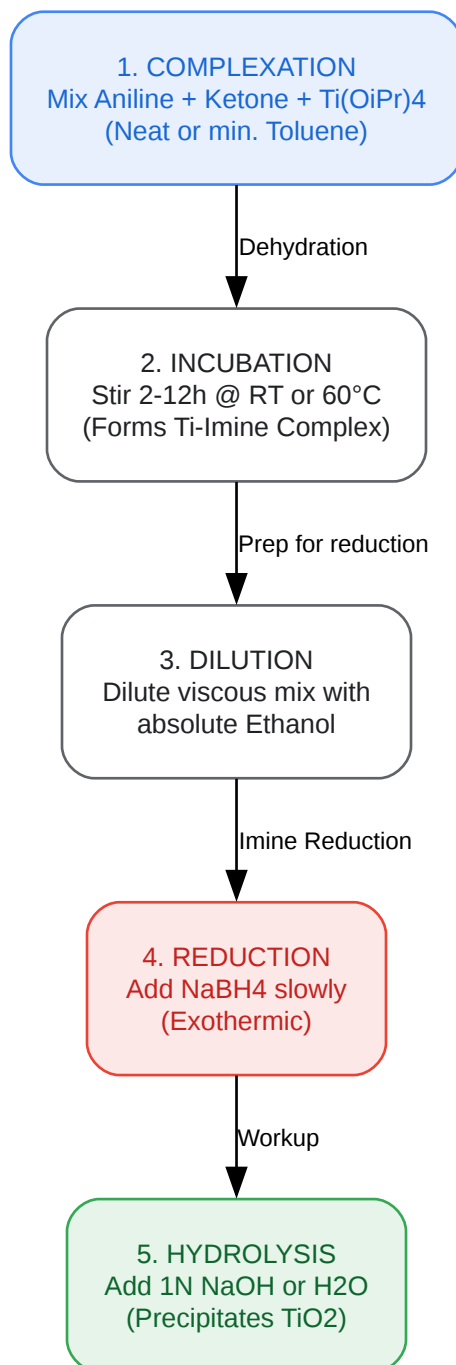 1. COMPLEXATION
Mix Aniline + Ketone + Ti(OiPr)4
(Neat or min. Toluene)
Dehydration
2. INCUBATION
Stir 2-12h @ RT or 60°C
(Forms Ti-Imine Complex)
Prep for reduction
3. DILUTION
Dilute viscous mix with
absolute Ethanol
Imine Reduction
4. REDUCTION
Add NaBH4 slowly
(Exothermic)
Workup
5. HYDROLYSIS
Add 1N NaOH or H2O
(Precipitates TiO2)